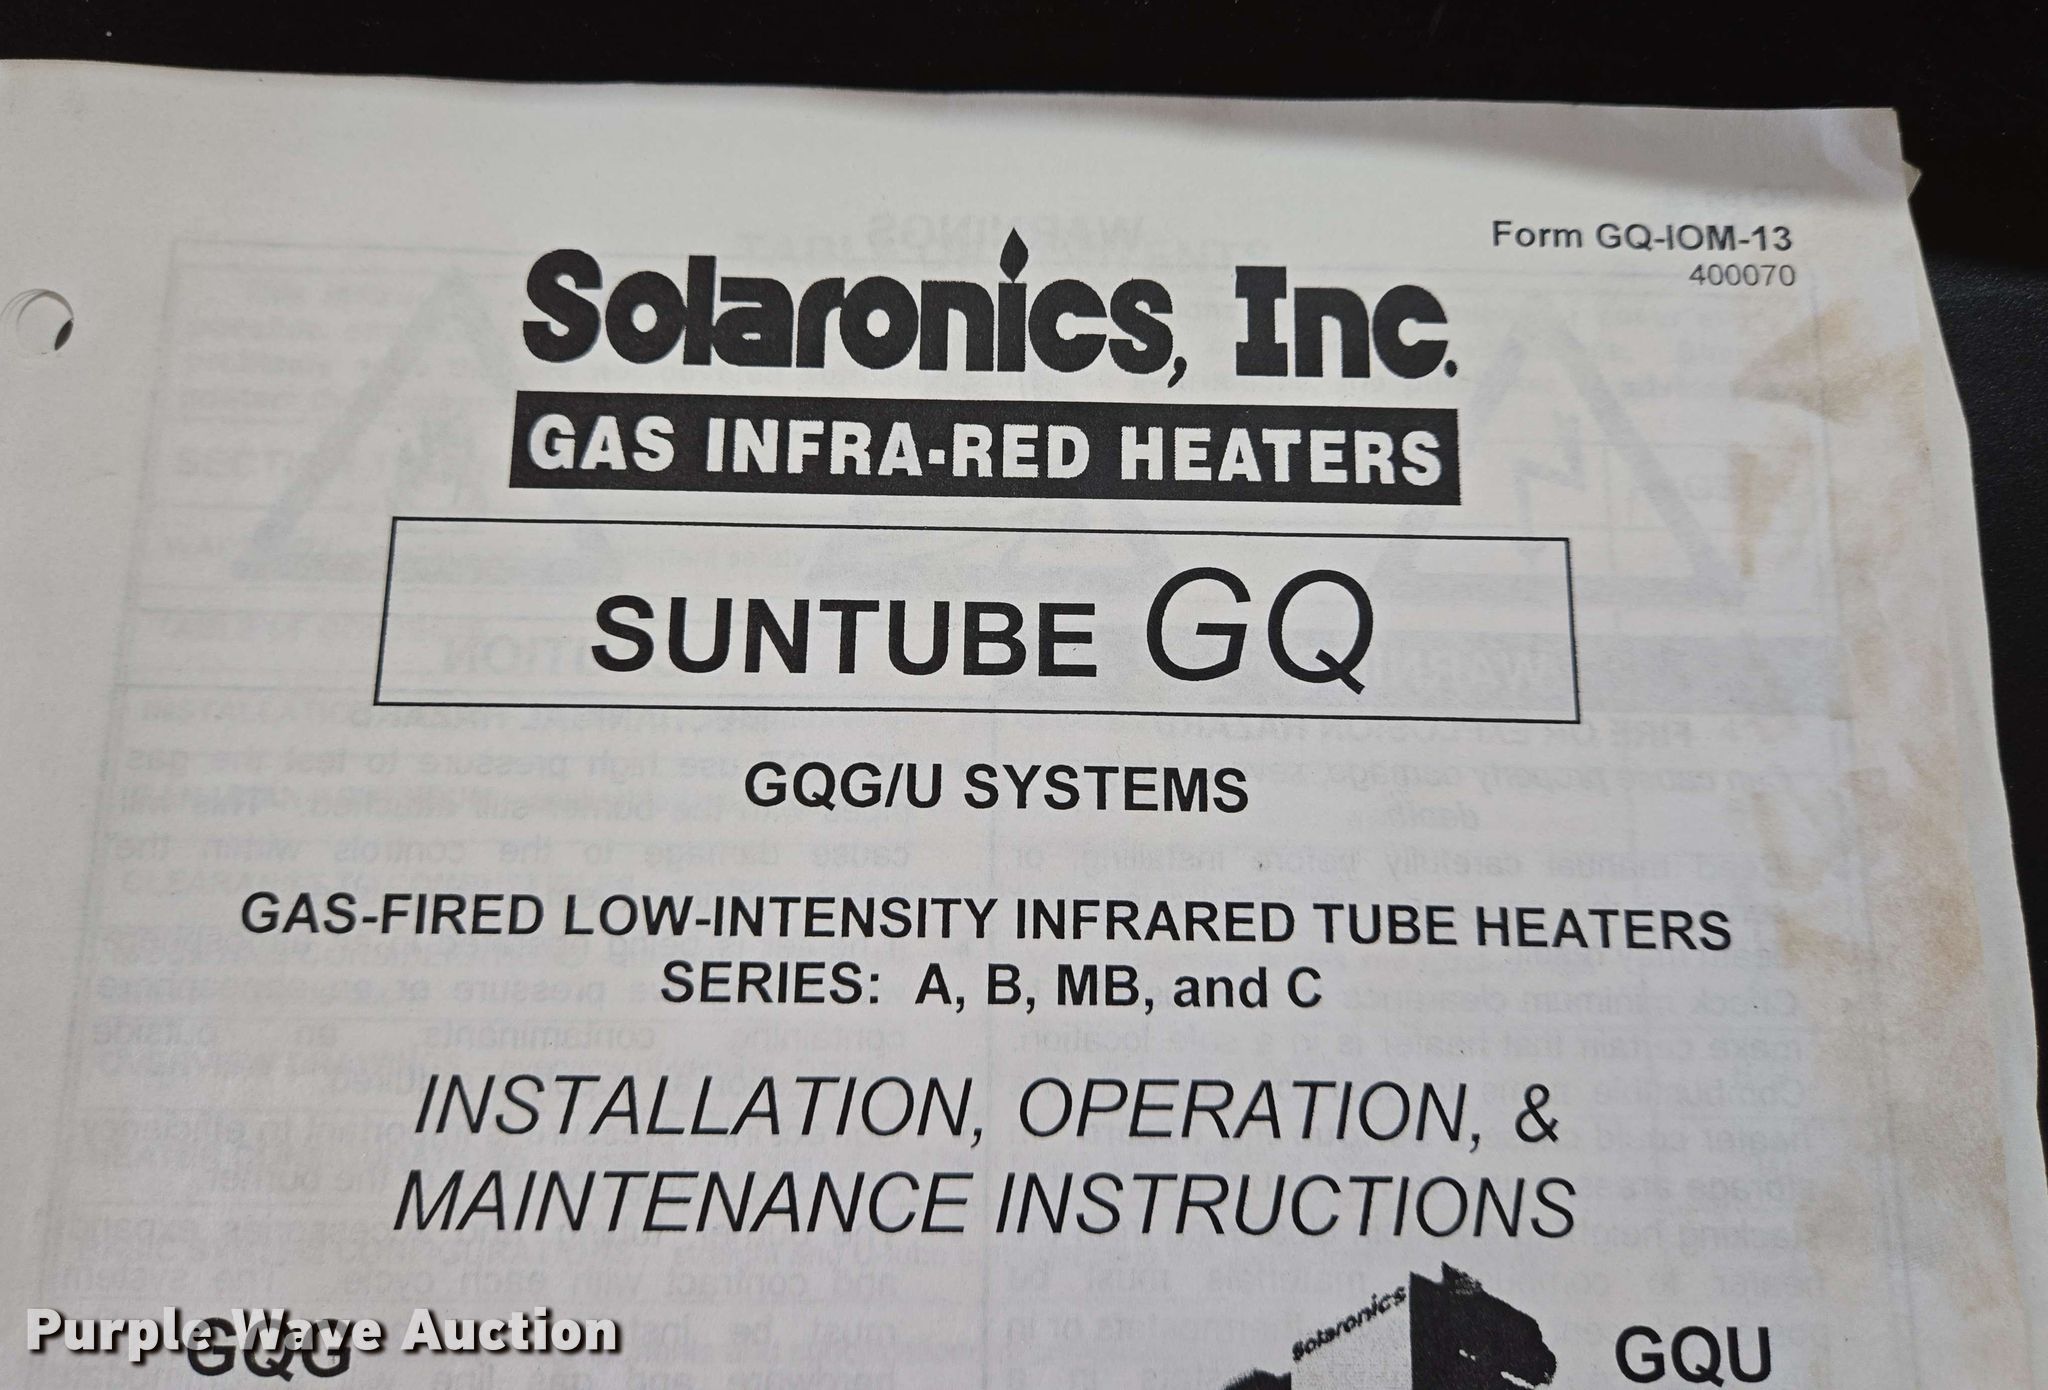 Form GQ-IOM-13
400070
Solaronics, Inc.
GAS INFRA-RED HEATERS
SUNTUBE GQ
GQG/U SYSTEMS
GAS-FIRED LOW-INTENSITY INFRARED TUBE HEATERS
SERIES: A, B, MB, and C
INSTALLATION, OPERATION, &
MAINTENANCE INSTRUCTIONS
Solaronics
GQG
GQU
Purple Wave Auction